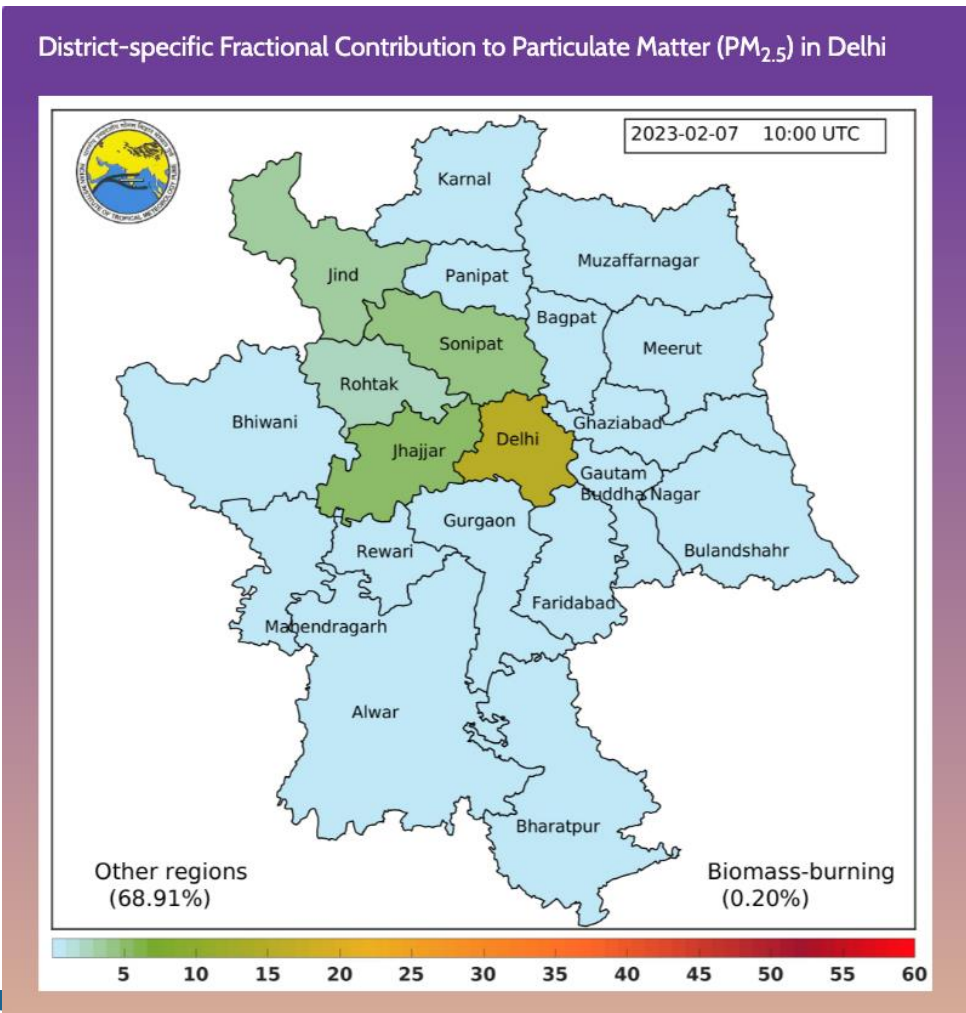 District-specific Fractional Contribution to Particulate Matter (PM2.5) in Delhi
2023-02-07 10:00 UTC
Karnal
Muzaffarnagar
Jind
Panipat
Bagpat
Sonipat
Meerut
Rohtak
Bhiwani
Ghaziabad
Delhi
Jhajjar
Gautam
Buddha Nagar
Gurgaon
Rewari
Bulandshahr
Faridabad
Mahendragarh
Alwar
Bharatpur
Other regions
(68.91%)
Biomass-burning
(0.20%)
5 10 15 20 25 30 35 40 45 50 55 60